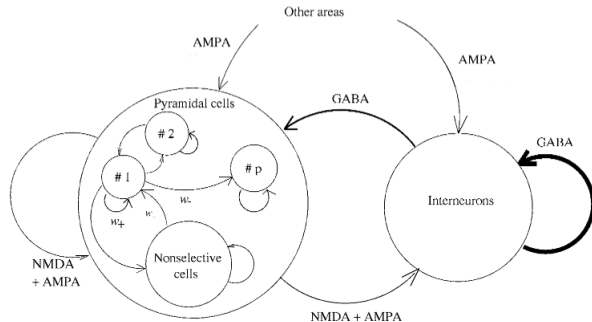 Other areas
AMPA
AMPA
Pyramidal cells
GABA
# 2
GABA
# 1
# p
w-
Interneurons
w+
w-
Nonselective
cells
NMDA
+ AMPA
NMDA + AMPA